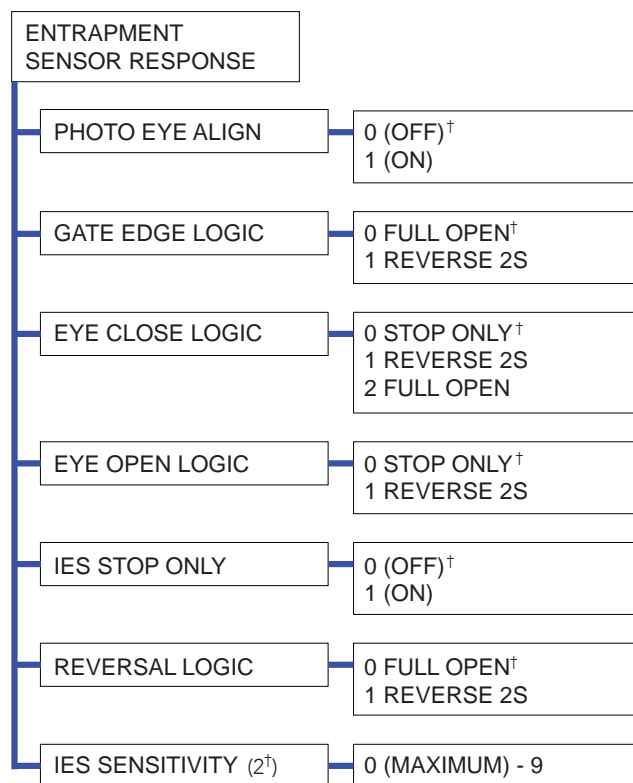 ENTRAPMENT
SENSOR RESPONSE
PHOTO EYE ALIGN
0 (OFF)†
1 (ON)
GATE EDGE LOGIC
0 FULL OPEN†
1 REVERSE 2S
EYE CLOSE LOGIC
0 STOP ONLY†
1 REVERSE 2S
2 FULL OPEN
EYE OPEN LOGIC
0 STOP ONLY†
1 REVERSE 2S
IES STOP ONLY
0 (OFF)†
1 (ON)
REVERSAL LOGIC
0 FULL OPEN†
1 REVERSE 2S
IES SENSITIVITY (2†)
0 (MAXIMUM) - 9